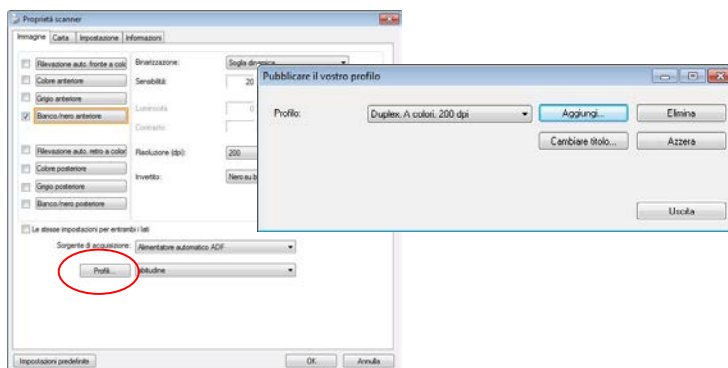 Proprietà scanner
Immagine Carta Impostazione Informazioni
Rilevazione auto. fronte a colo
Binarizzazione: Soglia dinamica
Colore anteriore
Sensibilità: 20
Grigio anteriore
Luminosità: 0
Bianco/nero anteriore
Contrasto:
Rilevazione auto. retro a color
Risoluzione (dpi): 200
Colore posteriore
Invertito: Nero su b
Grigio posteriore
Bianco/nero posteriore
Le stesse impostazioni per entrambi i lati
Sorgente di acquisizione: Alimentatore automatico ADF
Profili... abitudine
Impostazioni predefinite OK Annulla
Pubblicare il vostro profilo
Profilo: Duplex, A colori, 200 dpi Aggiungi... Elimina
Cambiare titolo... Azzera
Uscita